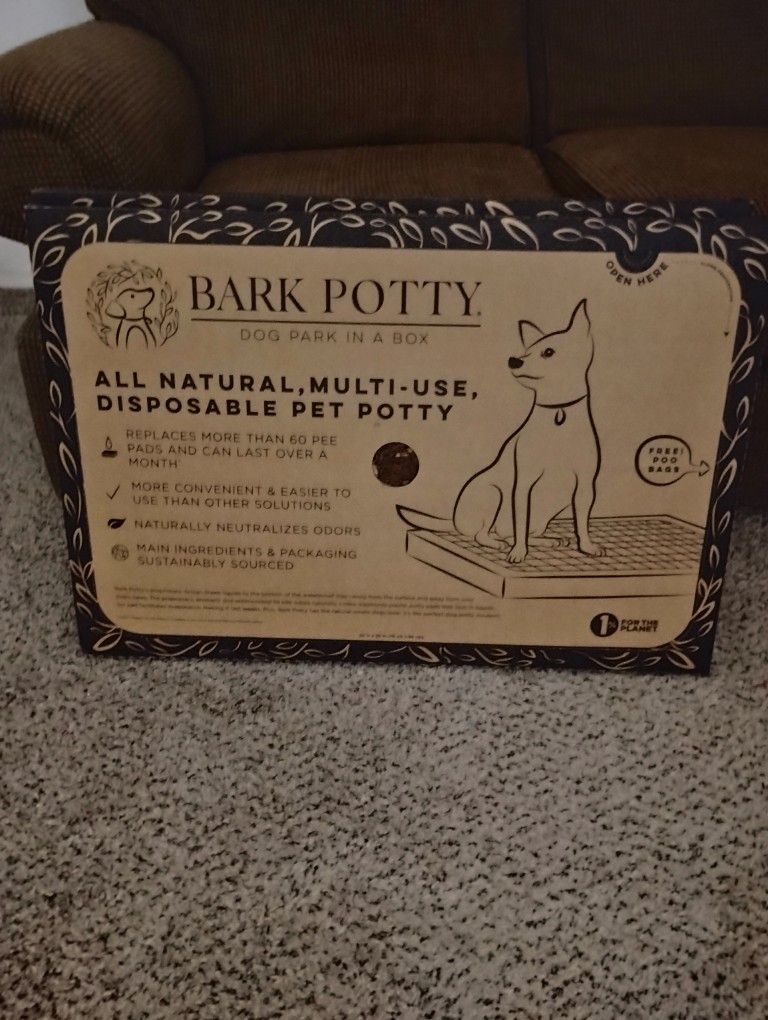 OPEN HERE
BARK POTTY®
DOG PARK IN A BOX
ALL NATURAL, MULTI-USE,
DISPOSABLE PET POTTY
REPLACES MORE THAN 60 PEE
PADS AND CAN LAST OVER A
MONTH
FREE!
POO
BAGS
MORE CONVENIENT & EASIER TO
USE THAN OTHER SOLUTIONS
NATURALLY NEUTRALIZES ODORS
MAIN INGREDIENTS & PACKAGING
SUSTAINABLY SOURCED
1% FOR THE
PLANET